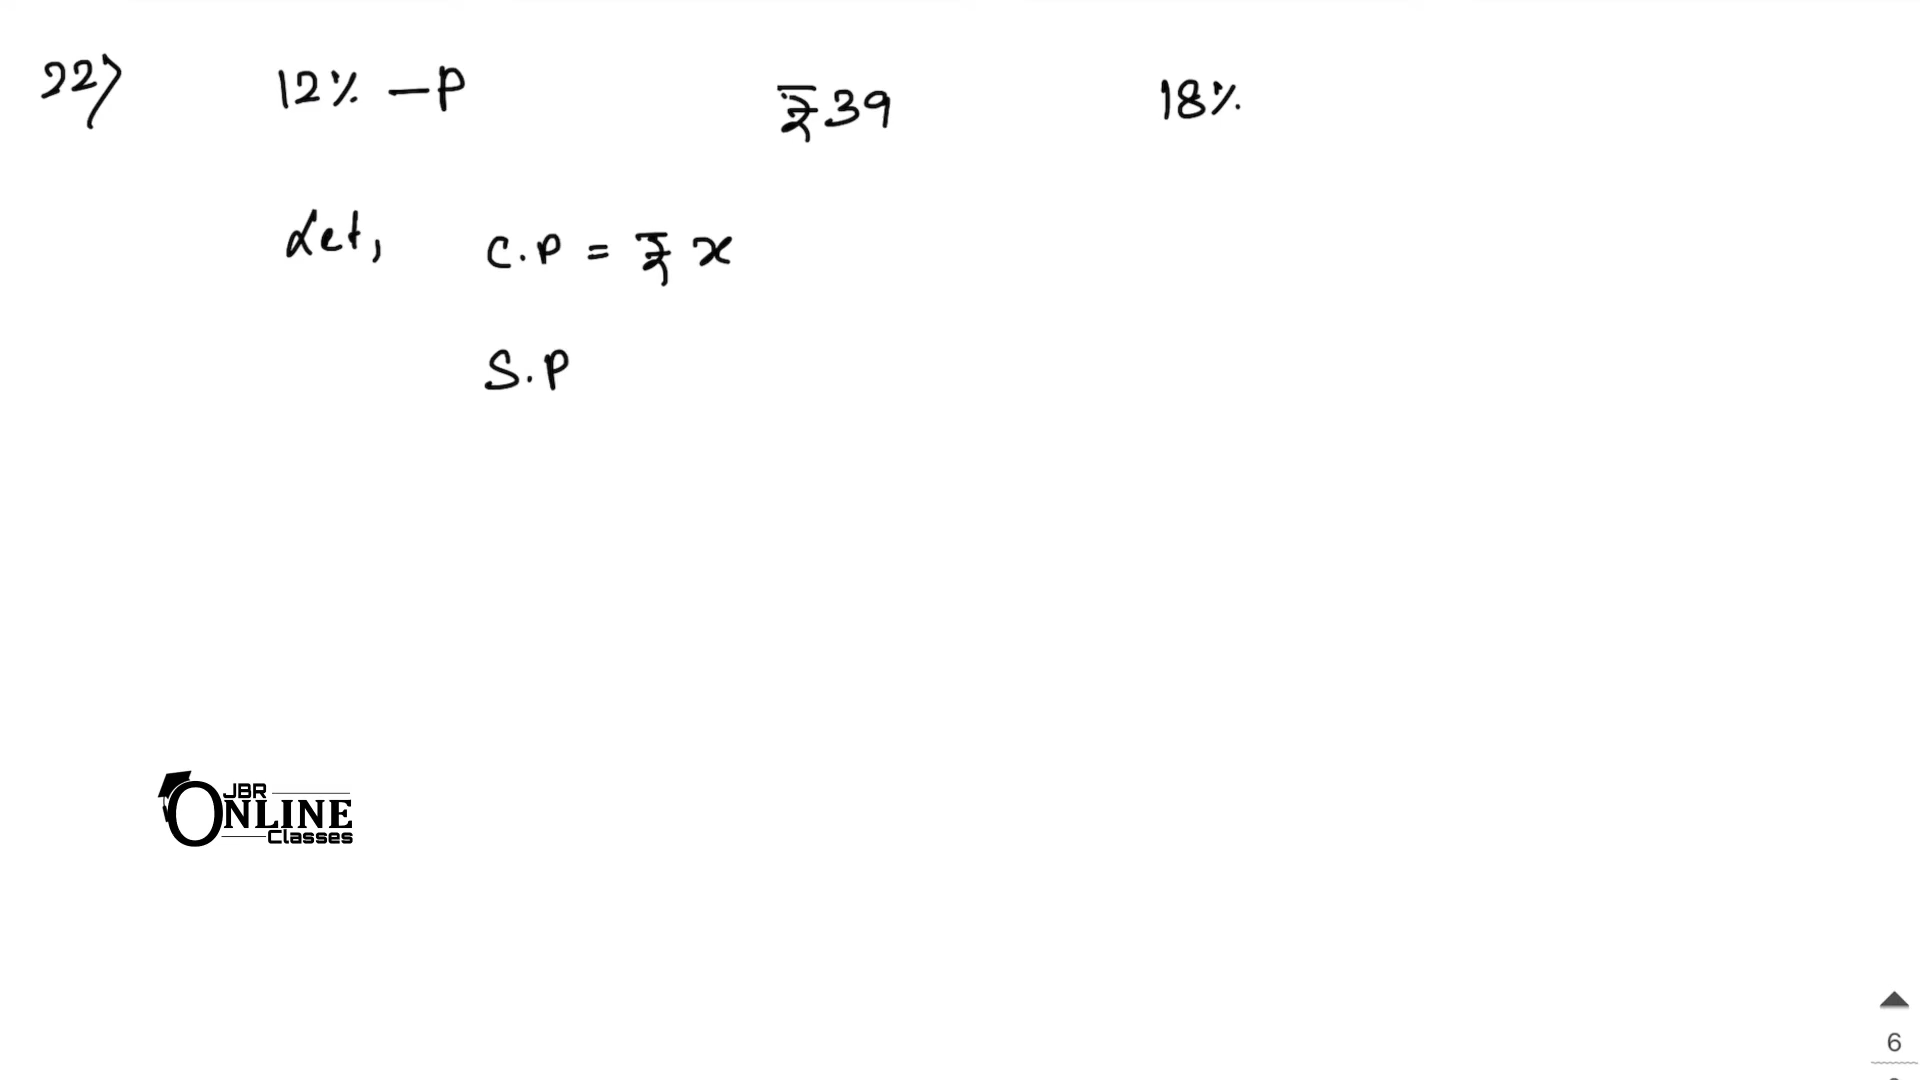 22) 12% - P ₹39 18%
Let, C.P = ₹ x
S.P
JBR
ONLINE
Classes
6